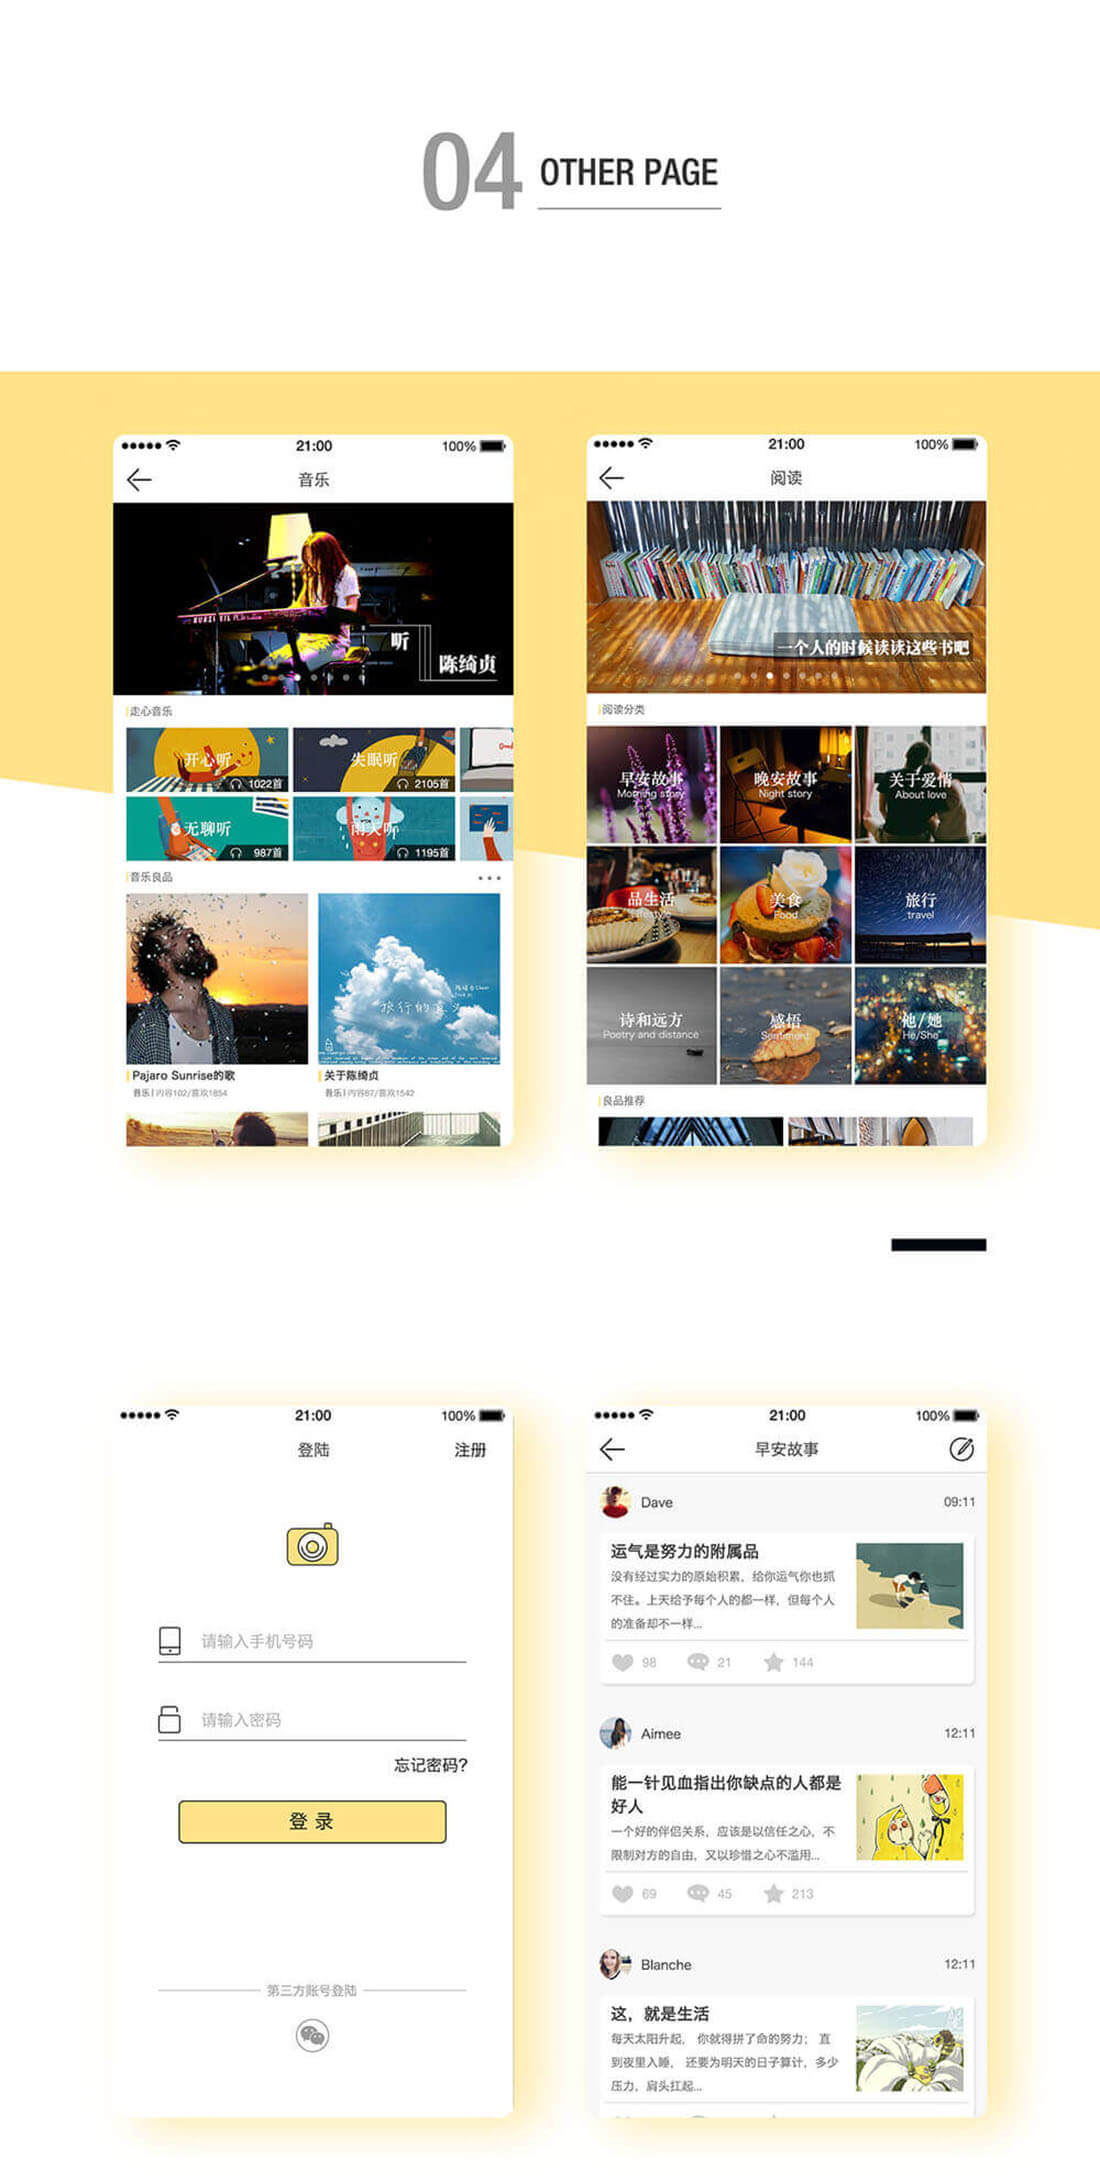 04 OTHER PAGE
21:00
100%
音乐
听
陈绮贞
走心音乐
开心听
1022首
失眠听
2105首
无聊听
987首
雨天听
1195首
音乐良品
旅行的意义
Pajaro Sunrise的歌
音乐 | 内容102/喜欢1854
关于陈绮贞
音乐 | 内容87/喜欢1542
21:00
100%
阅读
一个人的时候读读这些书吧
阅读分类
早安故事
Morning story
晚安故事
Night story
关于爱情
About love
品生活
Lifestyle
美食
Food
旅行
travel
诗和远方
Poetry and distance
感悟
Sentiment
他/她
He/She
良品推荐
21:00
100%
登陆
注册
请输入手机号码
请输入密码
忘记密码?
登 录
第三方账号登陆
21:00
100%
早安故事
Dave
09:11
运气是努力的附属品
没有经过实力的原始积累，给你运气你也抓
不住。上天给予每个人的都一样，但每个人
的准备却不一样...
98
21
144
Aimee
12:11
能一针见血指出你缺点的人都是
好人
一个好的伴侣关系，应该是以信任之心，不
限制对方的自由，又以珍惜之心不滥用...
69
45
213
Blanche
12:11
这，就是生活
每天太阳升起， 你就得拼了命的努力； 直
到夜里入睡， 还要为明天的日子算计，多少
压力，肩头扛起...